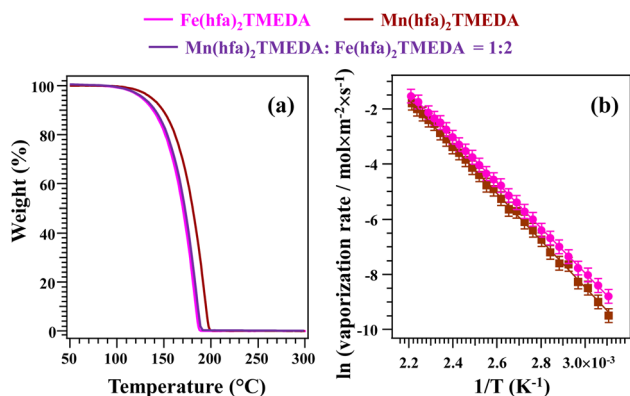 Fe(hfa)₂TMEDA Mn(hfa)₂TMEDA
Mn(hfa)₂TMEDA: Fe(hfa)₂TMEDA = 1:2
(a)
Weight (%)
100
80
60
40
20
0
50 100 150 200 250 300
Temperature (°C)
(b)
ln (vaporization rate / mol×m⁻²×s⁻¹)
-2
-4
-6
-8
-10
2.2 2.4 2.6 2.8 3.0×10⁻³
1/T (K⁻¹)